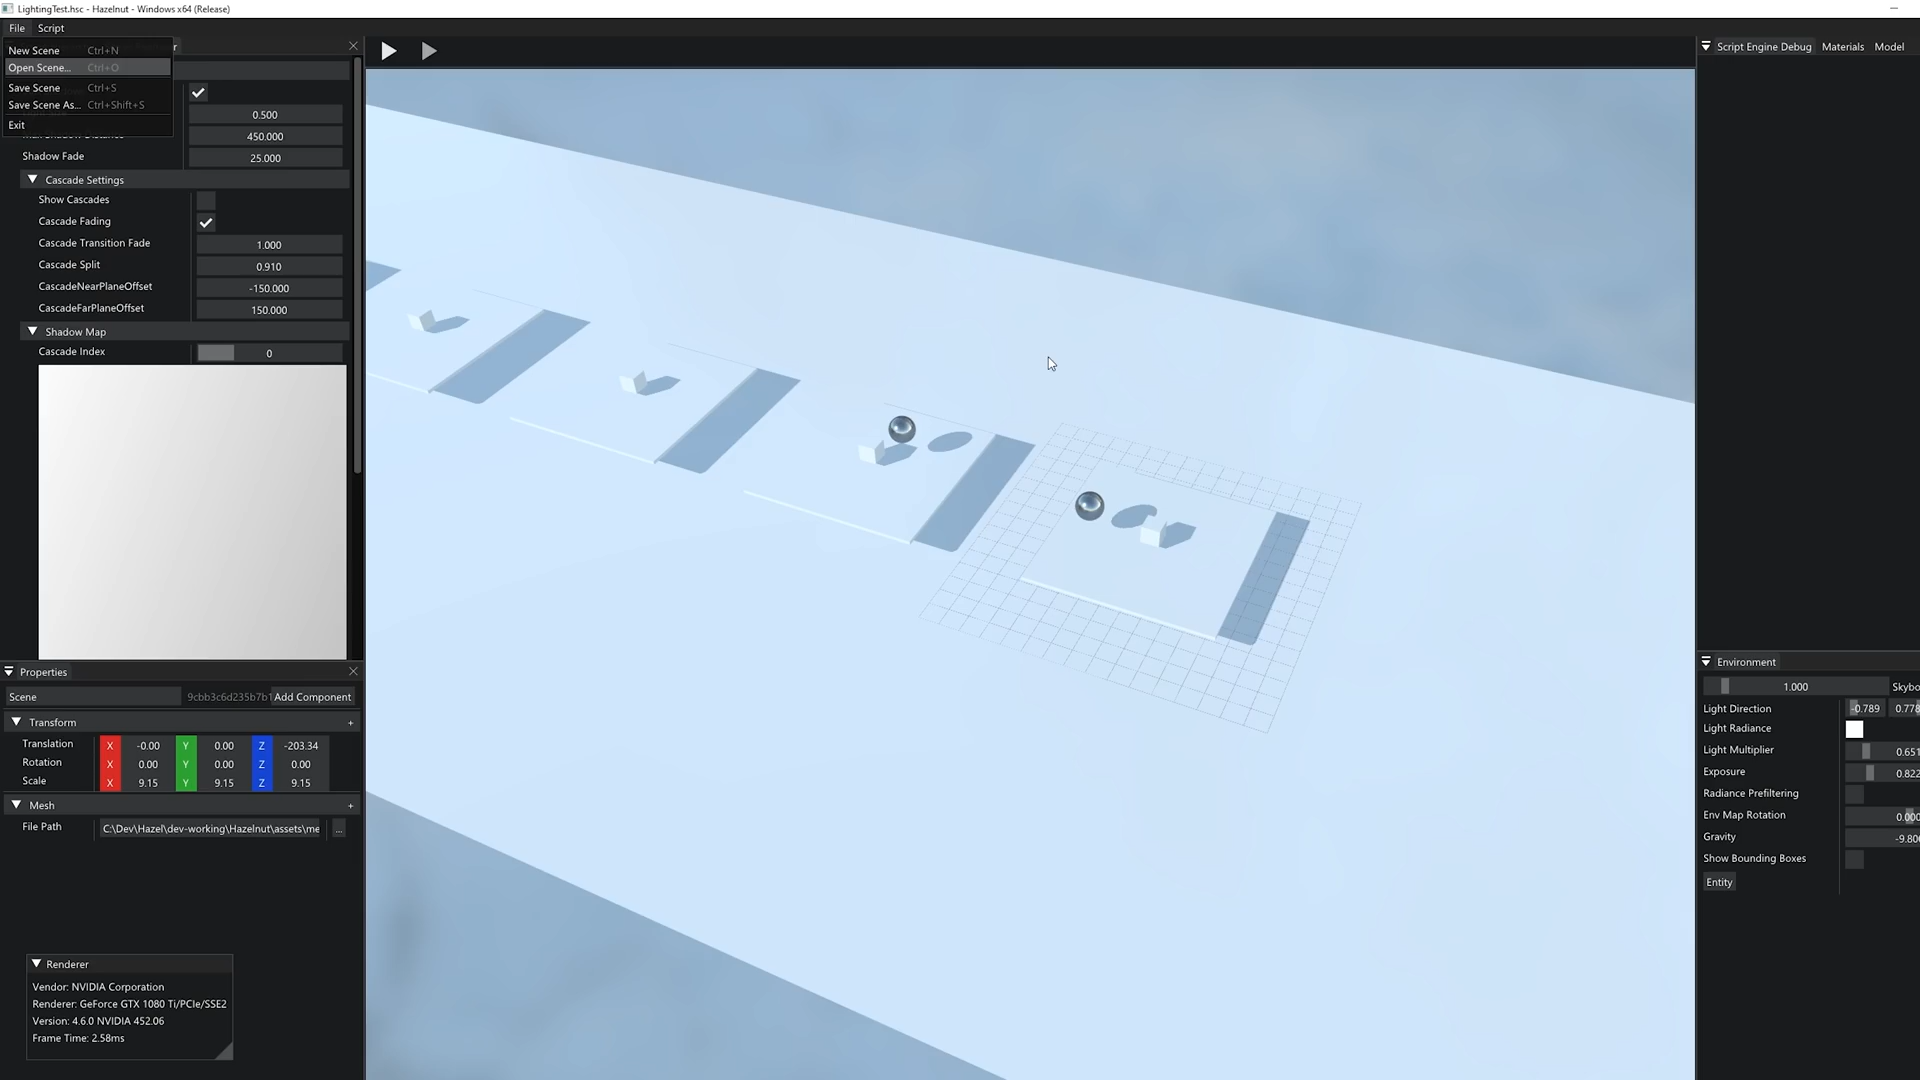 LightingTest.hsc - Hazelnut - Windows x64 (Release)
File Script
New Scene Ctrl+N
Open Scene... Ctrl+O
Save Scene Ctrl+S
Save Scene As... Ctrl+Shift+S
Exit
0.500
450.000
Shadow Fade 25.000
Cascade Settings
Show Cascades
Cascade Fading
Cascade Transition Fade 1.000
Cascade Split 0.910
CascadeNearPlaneOffset -150.000
CascadeFarPlaneOffset 150.000
Shadow Map
Cascade Index 0
Properties
Scene 9cbb3c6d235b7b1 Add Component
Transform +
Translation X -0.00 Y 0.00 Z -203.34
Rotation X 0.00 Y 0.00 Z 0.00
Scale X 9.15 Y 9.15 Z 9.15
Mesh +
File Path C:\Dev\Hazel\dev-working\Hazelnut\assets\me ...
Renderer
Vendor: NVIDIA Corporation
Renderer: GeForce GTX 1080 Ti/PCIe/SSE2
Version: 4.6.0 NVIDIA 452.06
Frame Time: 2.58ms
Script Engine Debug Materials Model
Environment
1.000 Skybo
Light Direction -0.789 0.778
Light Radiance
Light Multiplier 0.651
Exposure 0.822
Radiance Prefiltering
Env Map Rotation 0.000
Gravity -9.80
Show Bounding Boxes
Entity